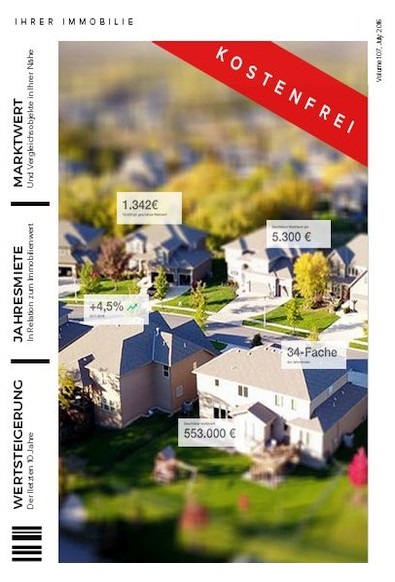 IHRER IMMOBILIE
Volume 107, July 2016
KOSTENFREI
MARKTWERT
Und Vergleichsobjekte in Ihrer Nähe
JAHRESMIETE
In Relation zum Immobilienwert
WERTSTEIGERUNG
Der letzten 10 Jahre
1.342€
5.300 €
+4,5%
34-Fache
553.000 €